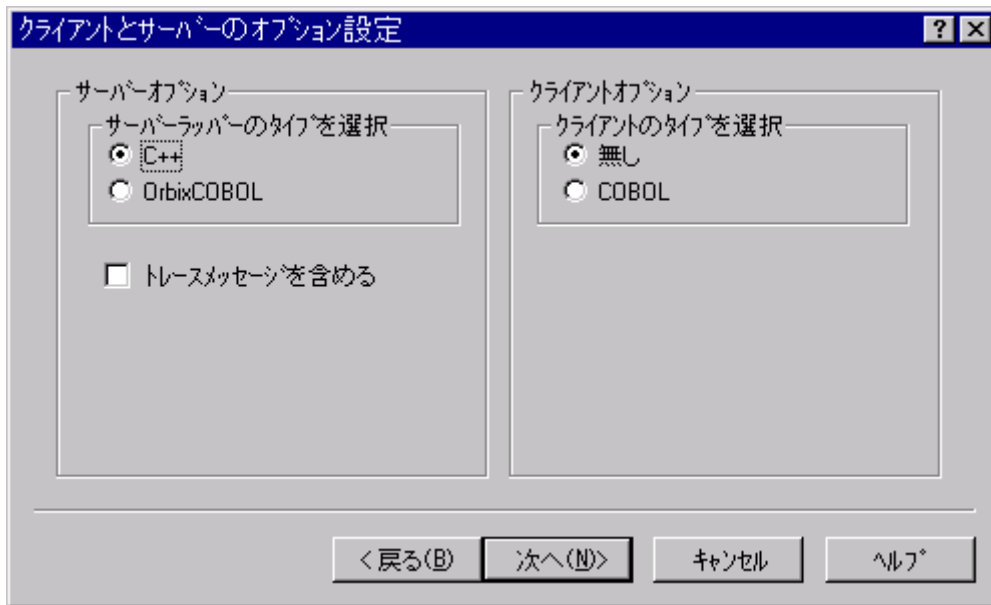 クライアントとサーバーのオプション設定
サーバーオプション
サーバーラッパーのタイプを選択
C++
OrbixCOBOL
トレースメッセージを含める
クライアントオプション
クライアントのタイプを選択
無し
COBOL
<戻る(B)
次へ(N)>
キャンセル
ヘルプ